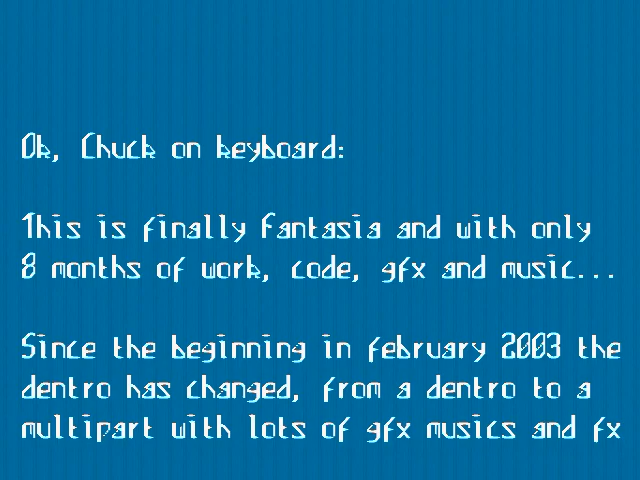 Ok, Chuck on keyboard:
This is finally Fantasia and with only
8 months of work, code, gfx and music...
Since the beginning in february 2003 the
dentro has changed, from a dentro to a
multipart with lots of gfx musics and fx